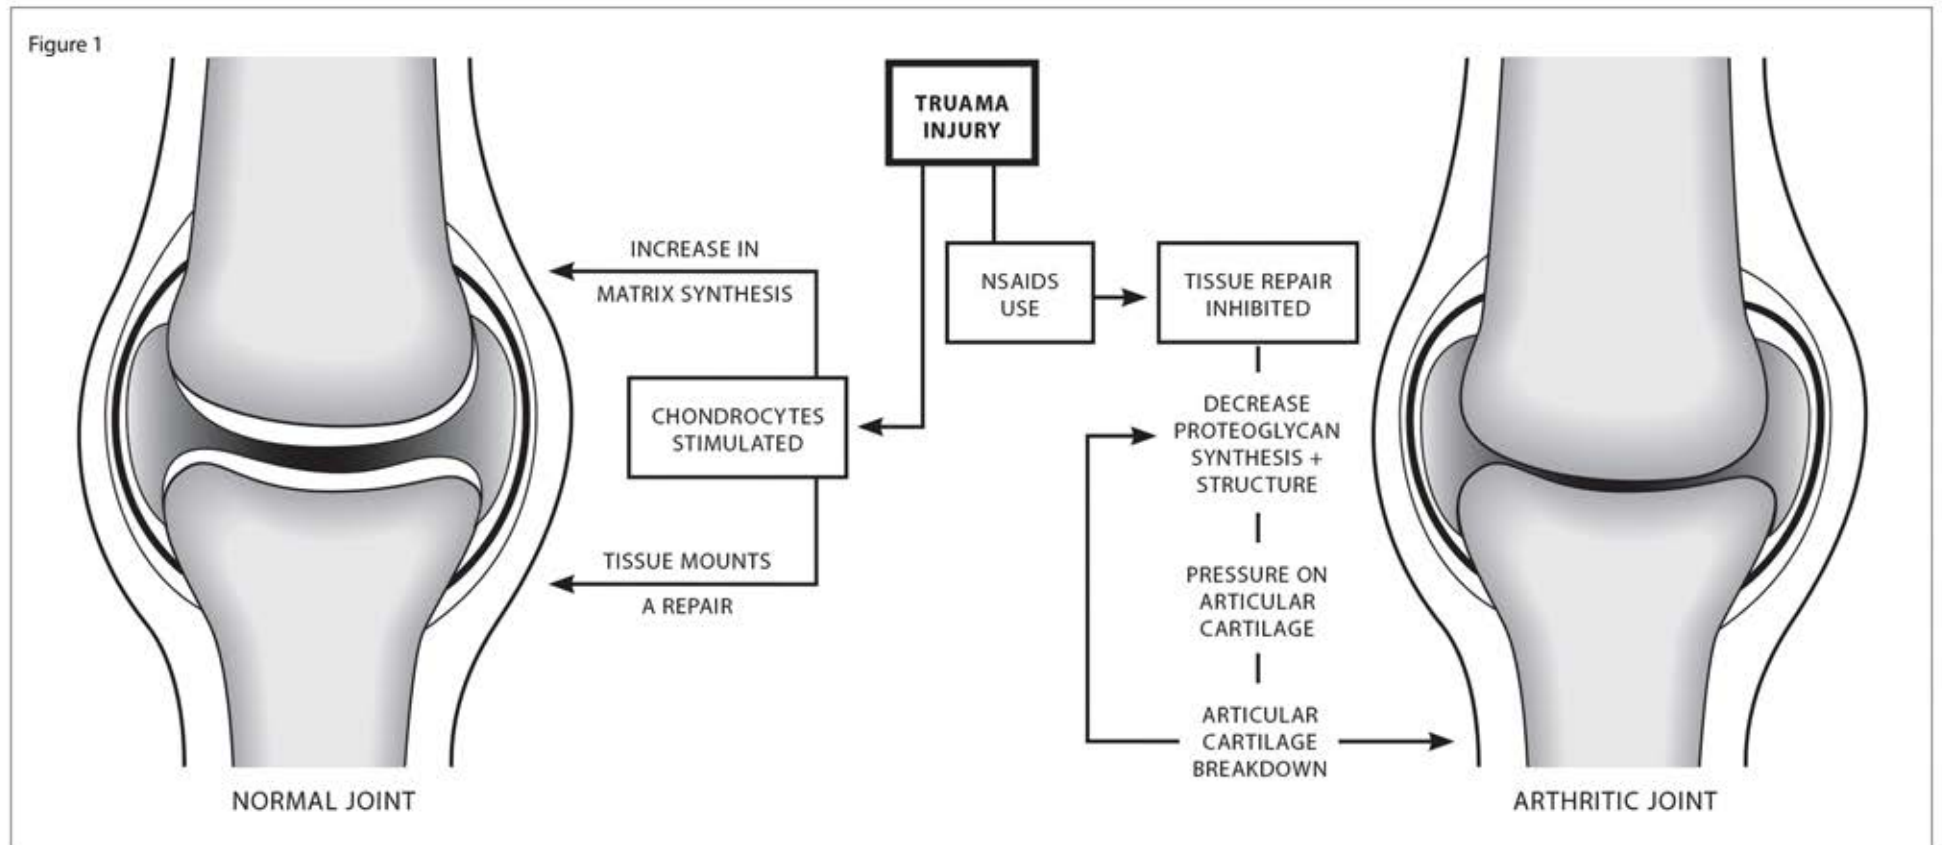 Figure 1
TRUAMA
INJURY
INCREASE IN
MATRIX SYNTHESIS
NSAIDS
USE
TISSUE REPAIR
INHIBITED
CHONDROCYTES
STIMULATED
DECREASE
PROTEOGLYCAN
SYNTHESIS +
STRUCTURE
TISSUE MOUNTS
A REPAIR
PRESSURE ON
ARTICULAR
CARTILAGE
ARTICULAR
CARTILAGE
BREAKDOWN
NORMAL JOINT
ARTHRITIC JOINT